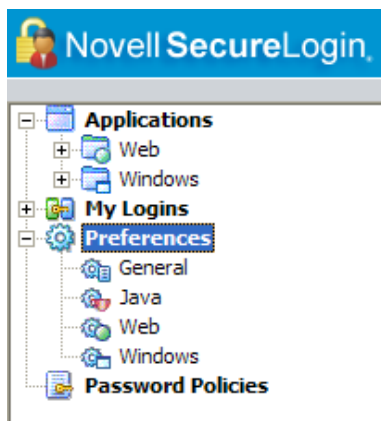 Novell SecureLogin.
Applications
Web
Windows
My Logins
Preferences
General
Java
Web
Windows
Password Policies